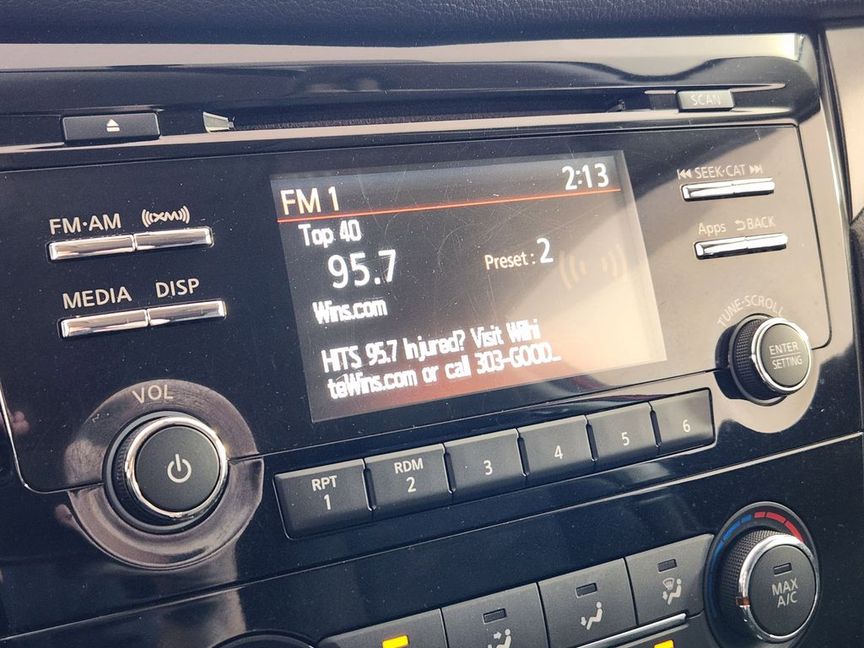 SCAN
FM 1 2:13
SEEK·CAT
FM·AM
((XM))
Top 40
95.7
Preset : 2
Apps BACK
MEDIA DISP
Wins.com
HITS 95.7 Injured? Visit Wilhi
teWins.com or call 303-GOOD...
TUNE·SCROLL
ENTER
SETTING
VOL
RPT
1
RDM
2
3
4
5
6
MAX
A/C